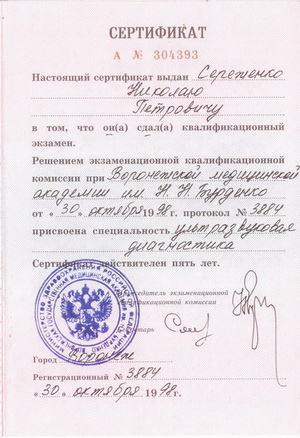 СЕРТИФИКАТ
А № 304393
Настоящий сертификат выдан Сереженко
Николаю
Петровичу
в том, что он(а) сдал(а) квалификационный
экзамен.
Решением экзаменационной квалификационной
комиссии при Воронежской медицинской
академии им. Н. Н. Бурденко
от «30» октября 1998 г. протокол № 3884
присвоена специальность ультразвуковая
диагностика
Сертификат действителен пять лет.
Председатель экзаменационной
квалификационной комиссии
Секретарь
Город Воронеж
Регистрационный № 3884
«30» октября 1998 г.